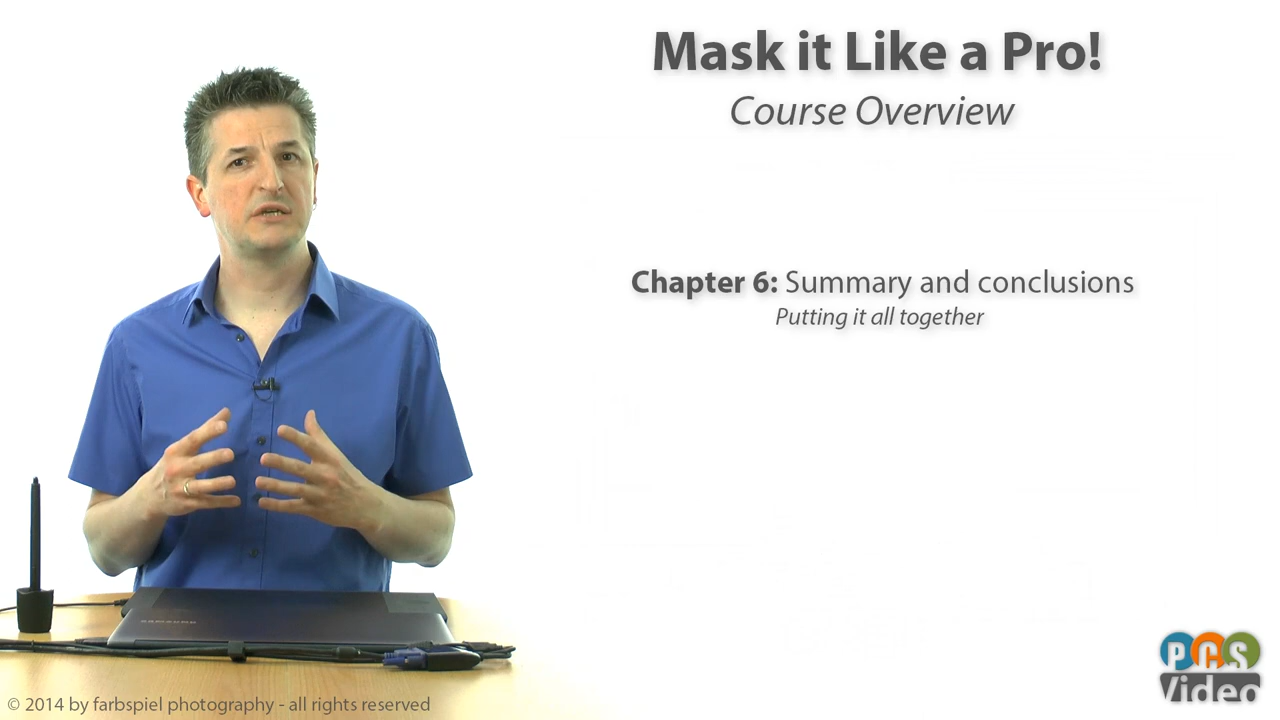 Mask it Like a Pro!
Course Overview
Chapter 6: Summary and conclusions
Putting it all together
SAMSUNG
© 2014 by farbspiel photography - all rights reserved
PCS
Video